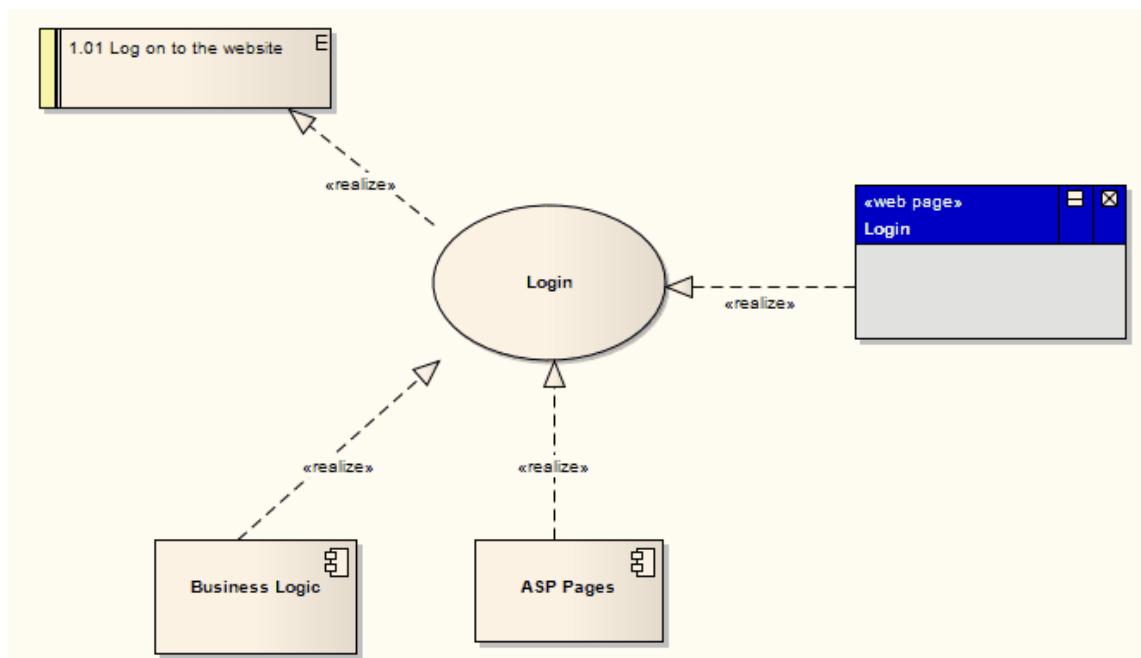 1.01 Log on to the website E
«realize»
«web page»
Login
Login
«realize»
«realize»
«realize»
Business Logic
ASP Pages